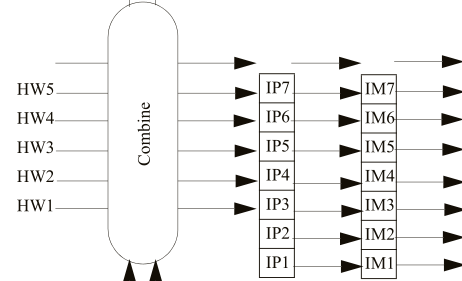 HW5
HW4
HW3
HW2
HW1
Combine
IP7
IP6
IP5
IP4
IP3
IP2
IP1
IM7
IM6
IM5
IM4
IM3
IM2
IM1